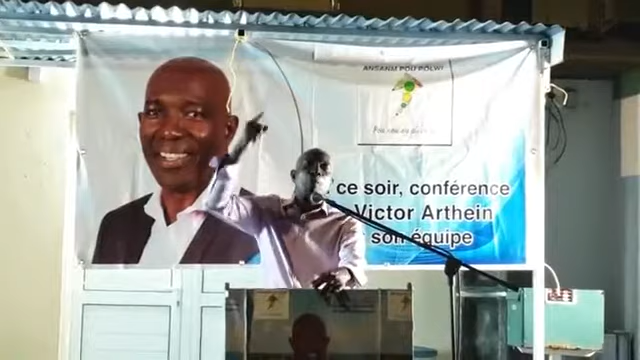 ANSANM POU POLWI
ce soir, conférence
Victor Arthein
son équipe